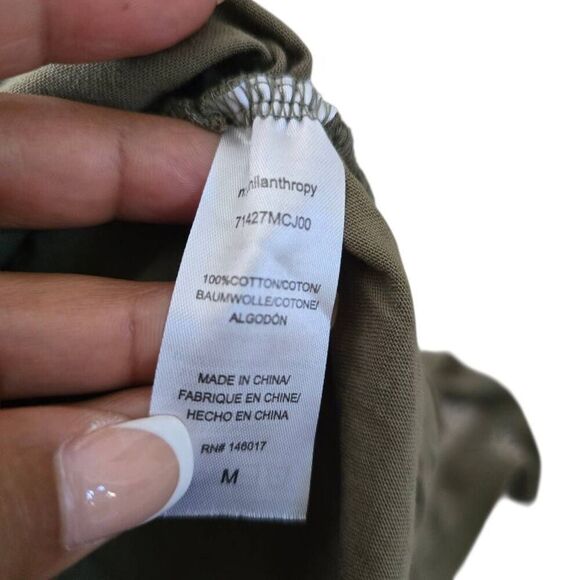 n:philanthropy
71427MCJ00
100%COTTON/COTON/
BAUMWOLLE/COTONE/
ALGODÓN
MADE IN CHINA/
FABRIQUE EN CHINE/
HECHO EN CHINA
RN# 146017
M